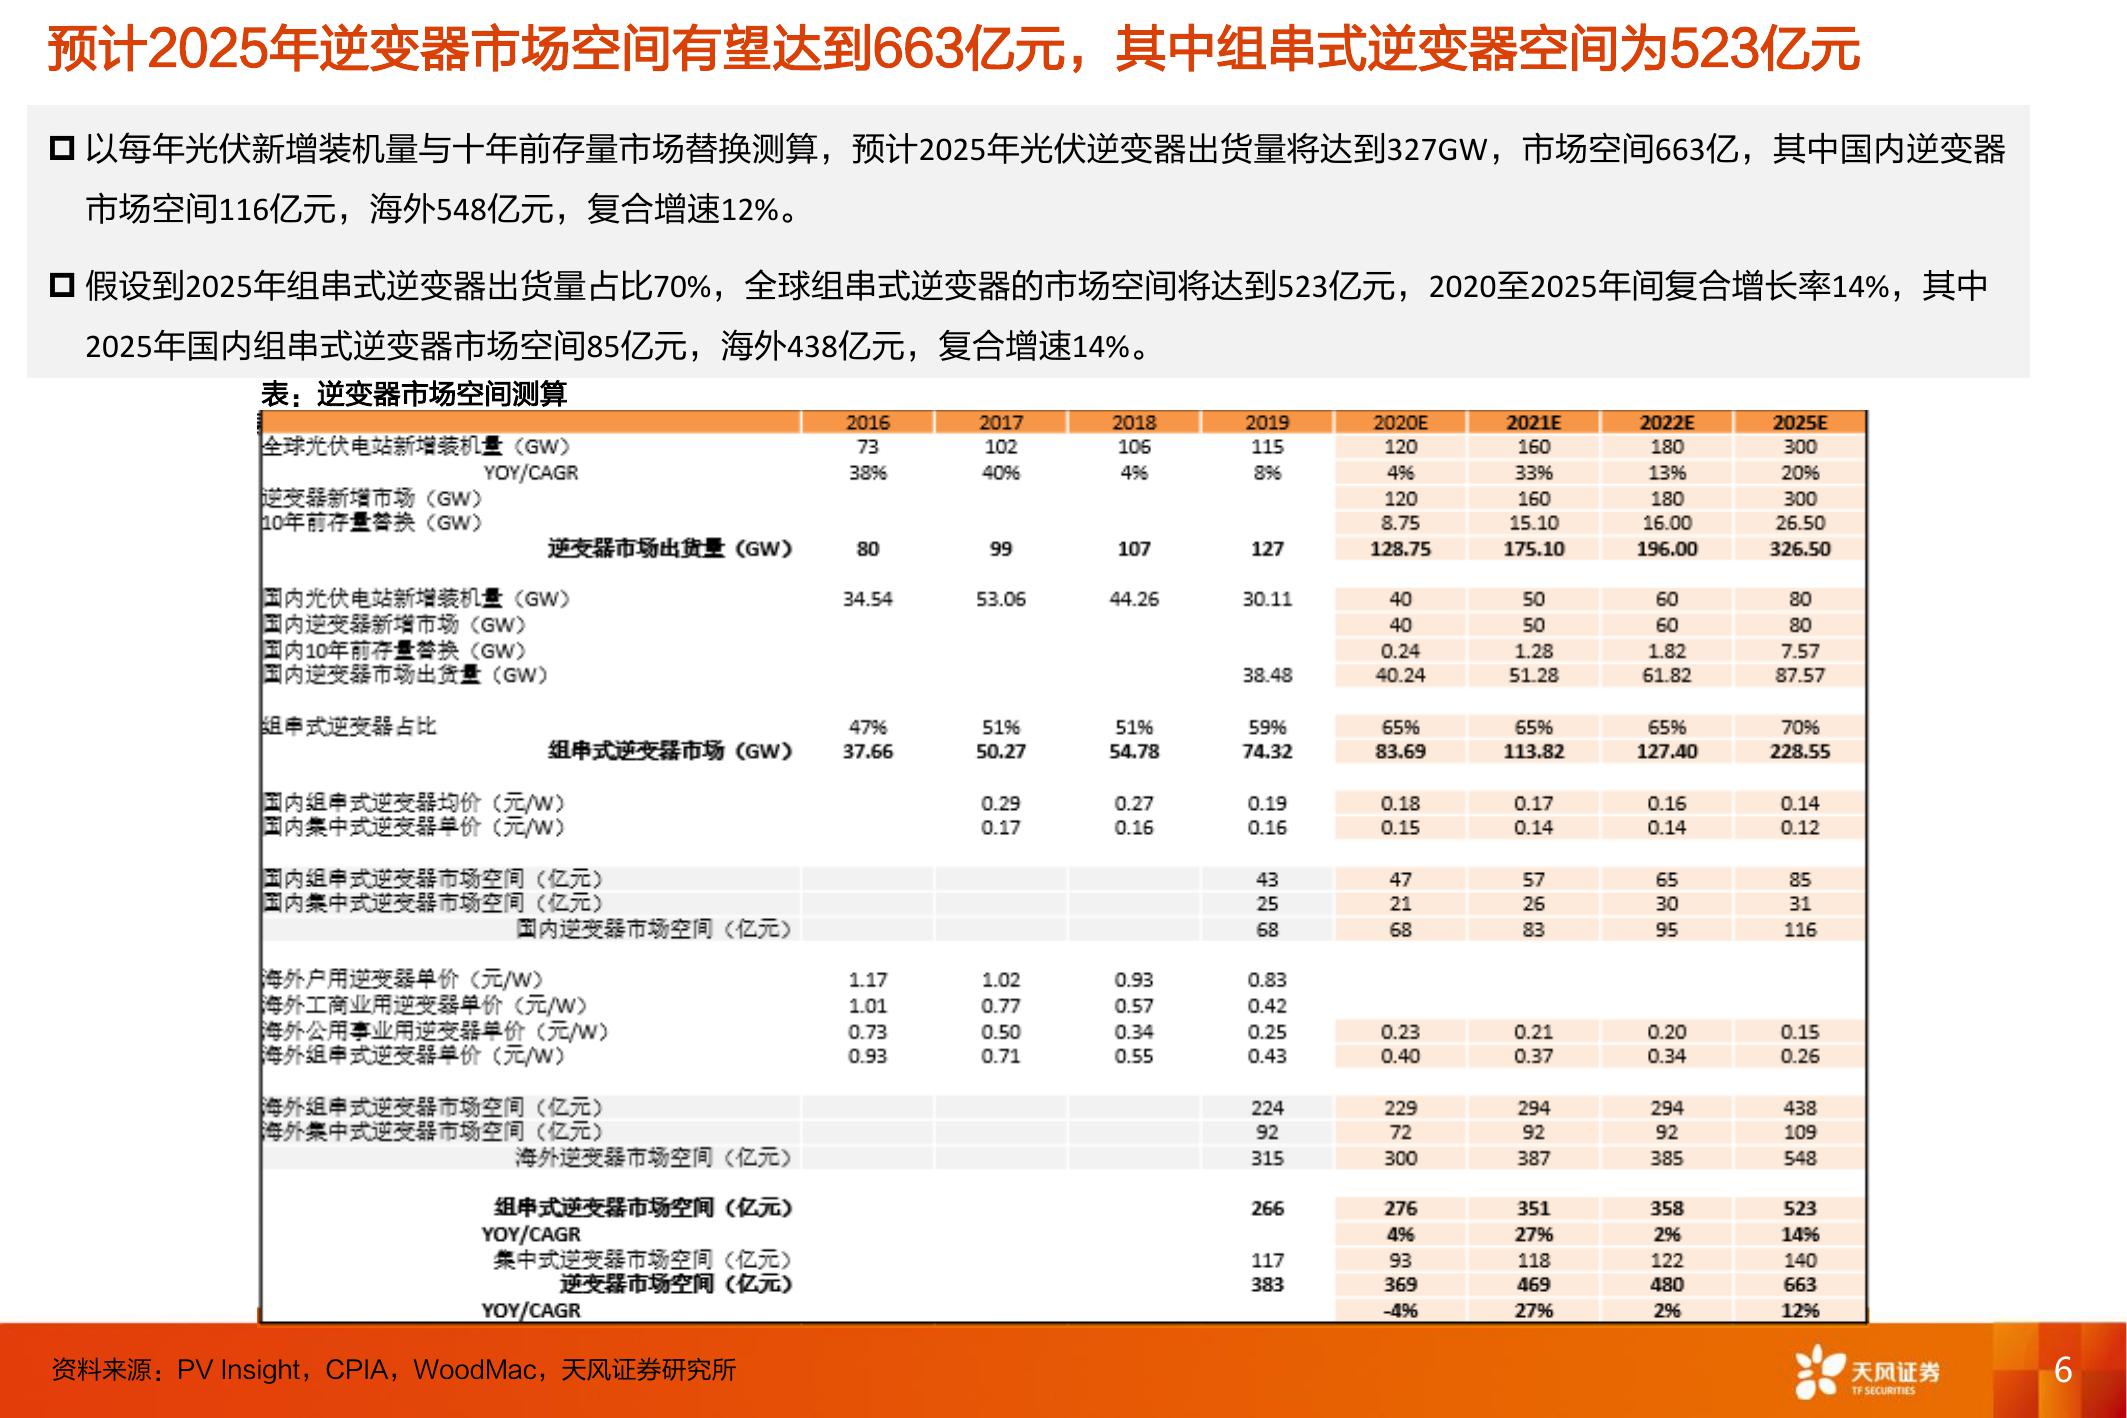 预计2025年逆变器市场空间有望达到663亿元，其中组串式逆变器空间为523亿元
以每年光伏新增装机量与十年前存量市场替换测算，预计2025年光伏逆变器出货量将达到327GW，市场空间663亿，其中国内逆变器
市场空间116亿元，海外548亿元，复合增速12%。
假设到2025年组串式逆变器出货量占比70%，全球组串式逆变器的市场空间将达到523亿元，2020至2025年间复合增长率14%，其中
2025年国内组串式逆变器市场空间85亿元，海外438亿元，复合增速14%。
表：逆变器市场空间测算
2016 2017 2018 2019 2020E 2021E 2022E 2025E
全球光伏电站新增装机量（GW） 73 102 106 115 120 160 180 300
YOY/CAGR 38% 40% 4% 8% 4% 33% 13% 20%
逆变器新增市场（GW） 120 160 180 300
10年前存量替换（GW） 8.75 15.10 16.00 26.50
逆变器市场出货量（GW） 80 99 107 127 128.75 175.10 196.00 326.50
国内光伏电站新增装机量（GW） 34.54 53.06 44.26 30.11 40 50 60 80
国内逆变器新增市场（GW） 40 50 60 80
国内10年前存量替换（GW） 0.24 1.28 1.82 7.57
国内逆变器市场出货量（GW） 38.48 40.24 51.28 61.82 87.57
组串式逆变器占比 47% 51% 51% 59% 65% 65% 65% 70%
组串式逆变器市场（GW） 37.66 50.27 54.78 74.32 83.69 113.82 127.40 228.55
国内组串式逆变器均价（元/W） 0.29 0.27 0.19 0.18 0.17 0.16 0.14
国内集中式逆变器单价（元/W） 0.17 0.16 0.16 0.15 0.14 0.14 0.12
国内组串式逆变器市场空间（亿元） 43 47 57 65 85
国内集中式逆变器市场空间（亿元） 25 21 26 30 31
国内逆变器市场空间（亿元） 68 68 83 95 116
海外户用逆变器单价（元/W） 1.17 1.02 0.93 0.83
海外工商业用逆变器单价（元/W） 1.01 0.77 0.57 0.42
海外公用事业用逆变器单价（元/W） 0.73 0.50 0.34 0.25 0.23 0.21 0.20 0.15
海外组串式逆变器单价（元/W） 0.93 0.71 0.55 0.43 0.40 0.37 0.34 0.26
海外组串式逆变器市场空间（亿元） 224 229 294 294 438
海外集中式逆变器市场空间（亿元） 92 72 92 92 109
海外逆变器市场空间（亿元） 315 300 387 385 548
组串式逆变器市场空间（亿元） 266 276 351 358 523
YOY/CAGR 4% 27% 2% 14%
集中式逆变器市场空间（亿元） 117 93 118 122 140
逆变器市场空间（亿元） 383 369 469 480 663
YOY/CAGR -4% 27% 2% 12%
资料来源：PV Insight，CPIA，WoodMac，天风证券研究所
天风证券
TF SECURITIES
6